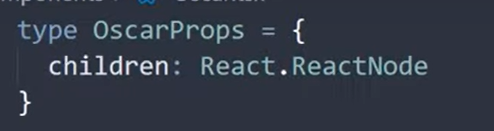 type OscarProps = {
children: React.ReactNode
}